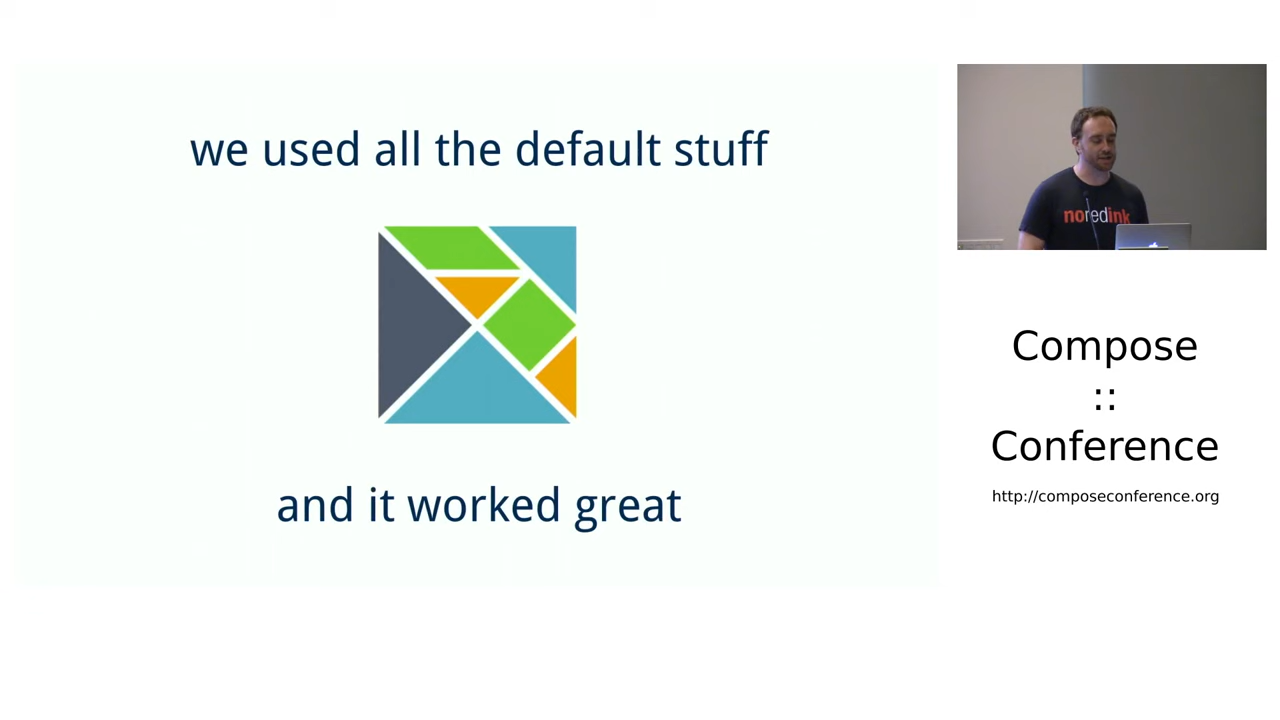 we used all the default stuff
and it worked great
noredink
Compose
::
Conference
http://composeconference.org